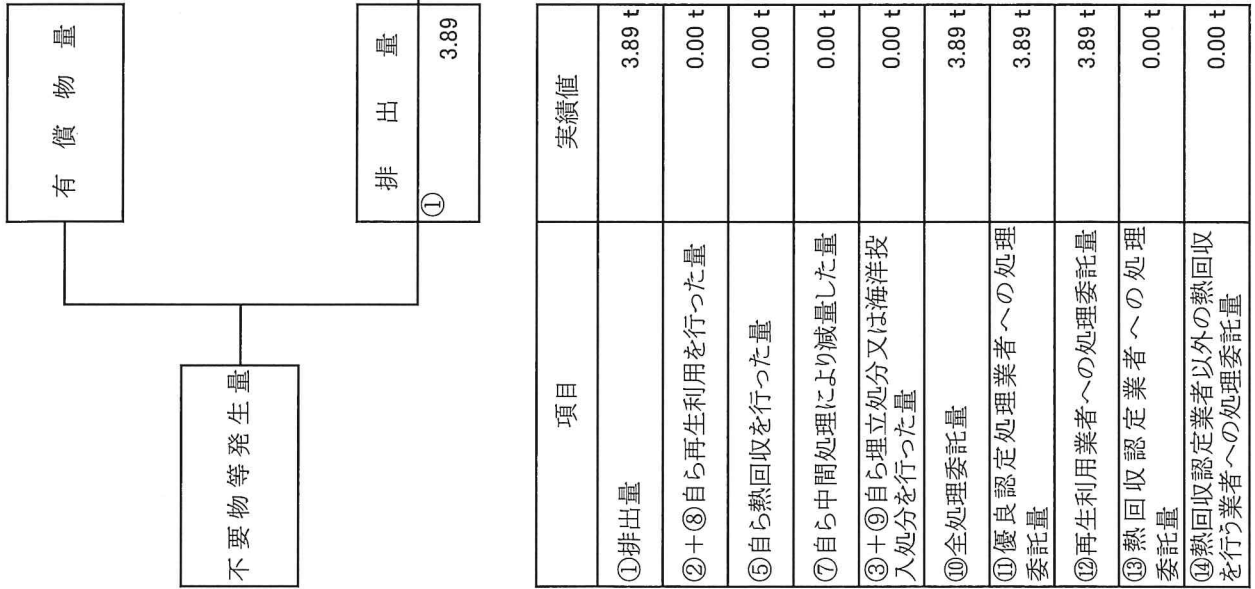 有償物量
不要物等発生量
排出量
① 3.89
項目 実績値
①排出量 3.89 t
②+⑧自ら再生利用を行った量 0.00 t
⑤自ら熱回収を行った量 0.00 t
⑦自ら中間処理により減量した量 0.00 t
③+⑨自ら埋立処分又は海洋投
入処分を行った量 0.00 t
⑩全処理委託量 3.89 t
⑪優良認定処理業者への処理
委託量 3.89 t
⑫再生利用業者への処理委託量 3.89 t
⑬熱回収認定業者への処理
委託量 0.00 t
⑭熱回収認定業者以外の熱回収
を行う業者への処理委託量 0.00 t